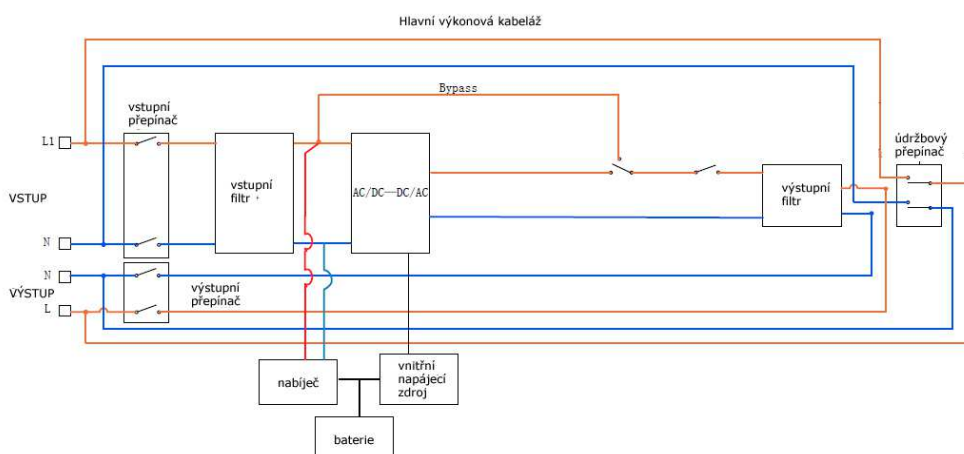 Hlavní výkonová kabeláž
Bypass
vstupní
přepínač
L1
vstupní
filtr
AC/DC—DC/AC
výstupní
filtr
údržbový
přepínač
VSTUP
N
N
VÝSTUP
L
výstupní
přepínač
nabíječ
vnitřní
napájecí
zdroj
baterie